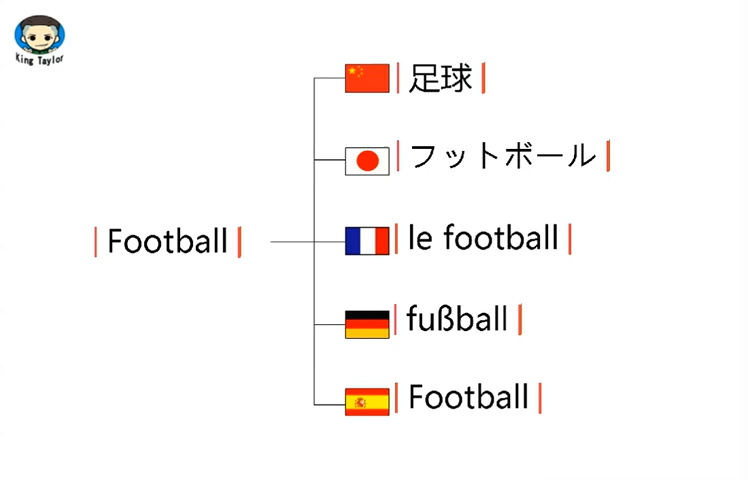 King Taylor
足球
フットボール
Football
le football
fußball
Football